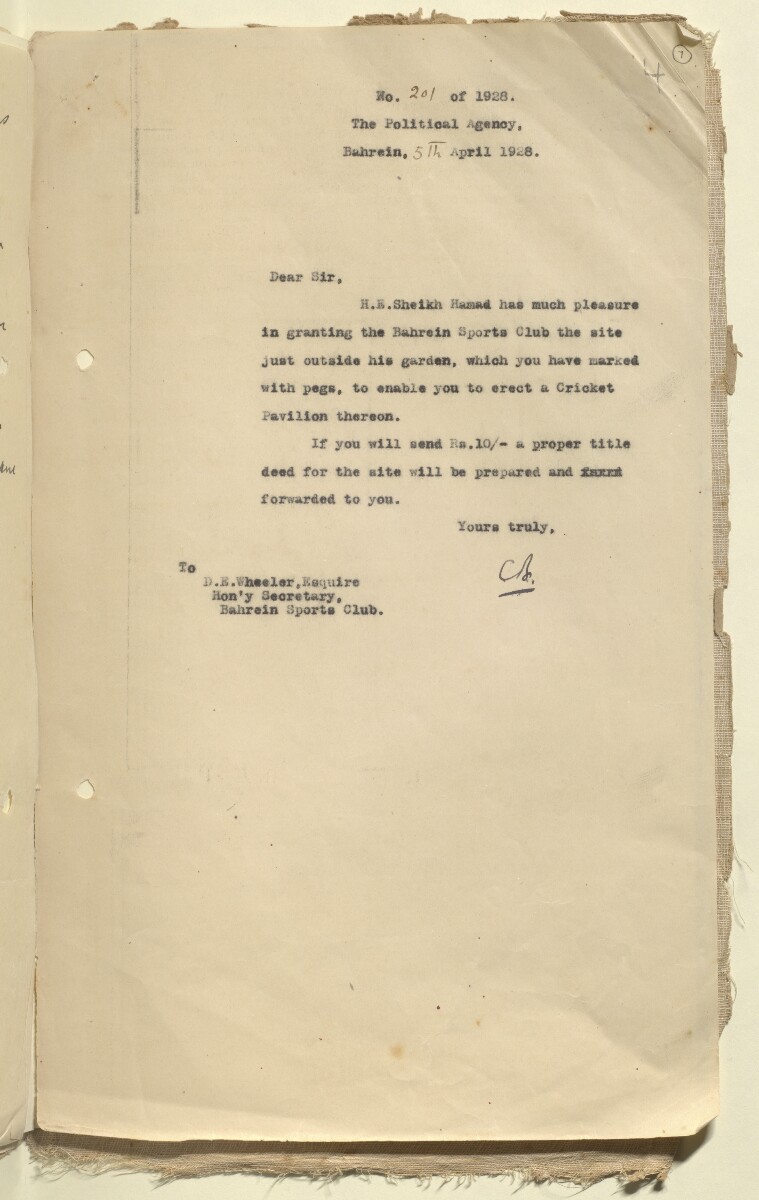 7
4
No. 201 of 1928.
The Political Agency,
Bahrein, 5th April 1928.
Dear Sir,
H.E.Sheikh Hamad has much pleasure
in granting the Bahrein Sports Club the site
just outside his garden, which you have marked
with pegs, to enable you to erect a Cricket
Pavilion thereon.
If you will send Rs.10/- a proper title
deed for the site will be prepared and
forwarded to you.
Yours truly,
To
D.E.Wheeler,Esquire
Hon'y Secretary,
Bahrein Sports Club.